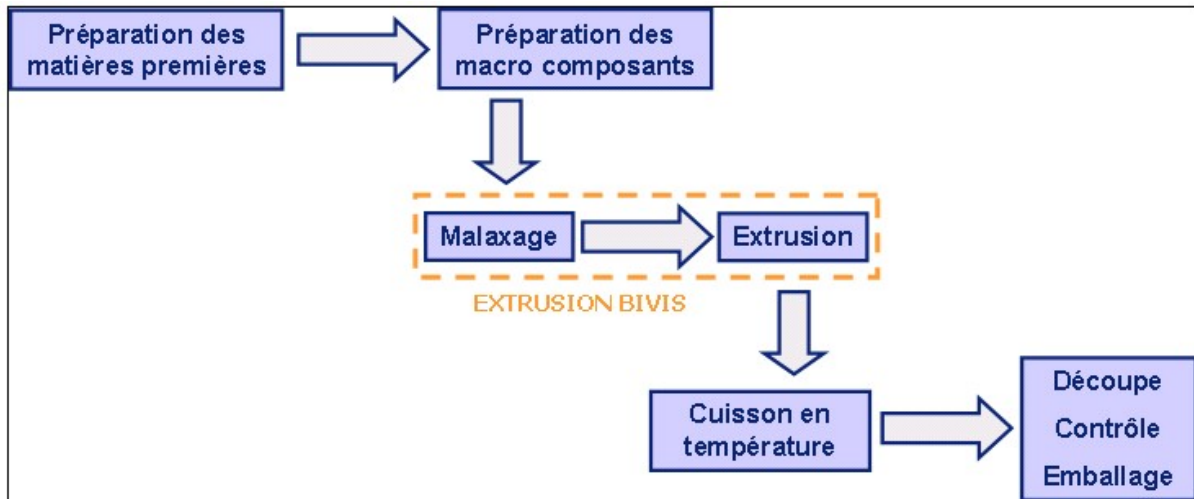 Préparation des
matières premières
Préparation des
macro composants
Malaxage
Extrusion
EXTRUSION BIVIS
Cuisson en
température
Découpe
Contrôle
Emballage